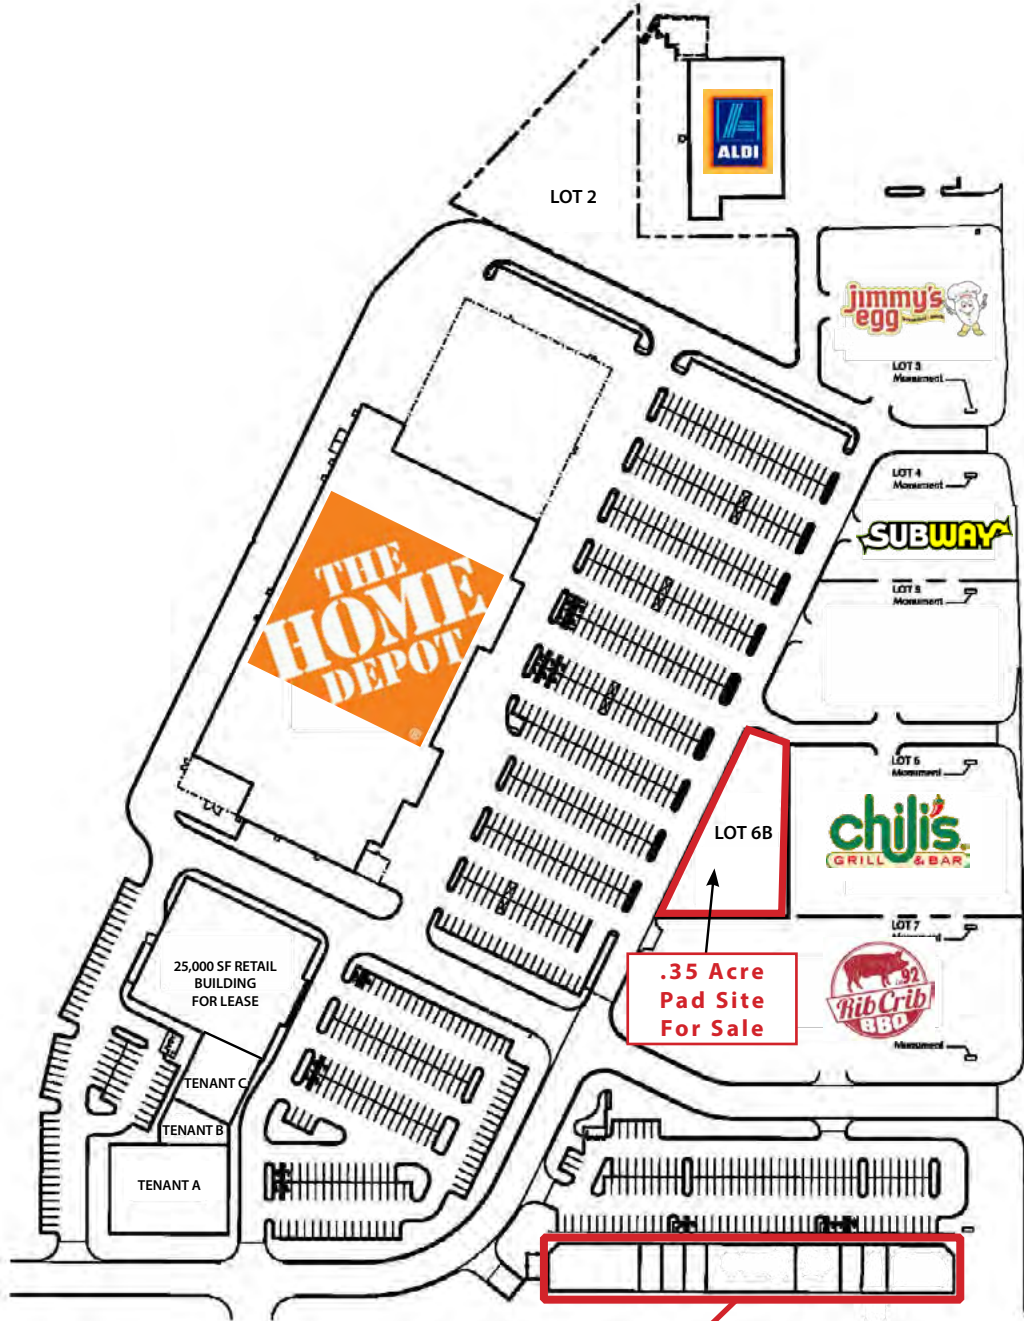 ALDI
LOT 2
jimmy's
egg
LOT 3
Monument
LOT 4
Monument
SUBWAY
LOT 5
Monument
THE
HOME
DEPOT
®
LOT 6
Monument
LOT 6B
chili's
GRILL & BAR
LOT 7
Monument
.35 Acre
Pad Site
For Sale
92
RibCrib
BBQ
Monument
25,000 SF RETAIL
BUILDING
FOR LEASE
TENANT C
TENANT B
TENANT A